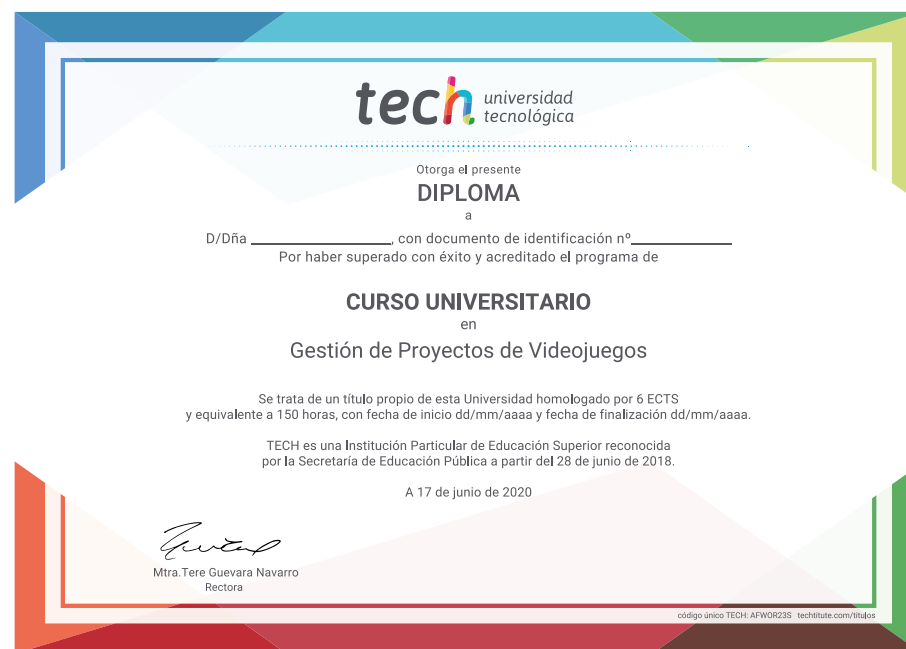 tech universidad
tecnológica
Otorga el presente
DIPLOMA
a
D/Dña ________________, con documento de identificación nº____________
Por haber superado con éxito y acreditado el programa de
CURSO UNIVERSITARIO
en
Gestión de Proyectos de Videojuegos
Se trata de un título propio de esta Universidad homologado por 6 ECTS
y equivalente a 150 horas, con fecha de inicio dd/mm/aaaa y fecha de finalización dd/mm/aaaa.
TECH es una Institución Particular de Educación Superior reconocida
por la Secretaría de Educación Pública a partir del 28 de junio de 2018.
A 17 de junio de 2020
Mtra.Tere Guevara Navarro
Rectora
código único TECH: AFWOR23S techtitute.com/titulos